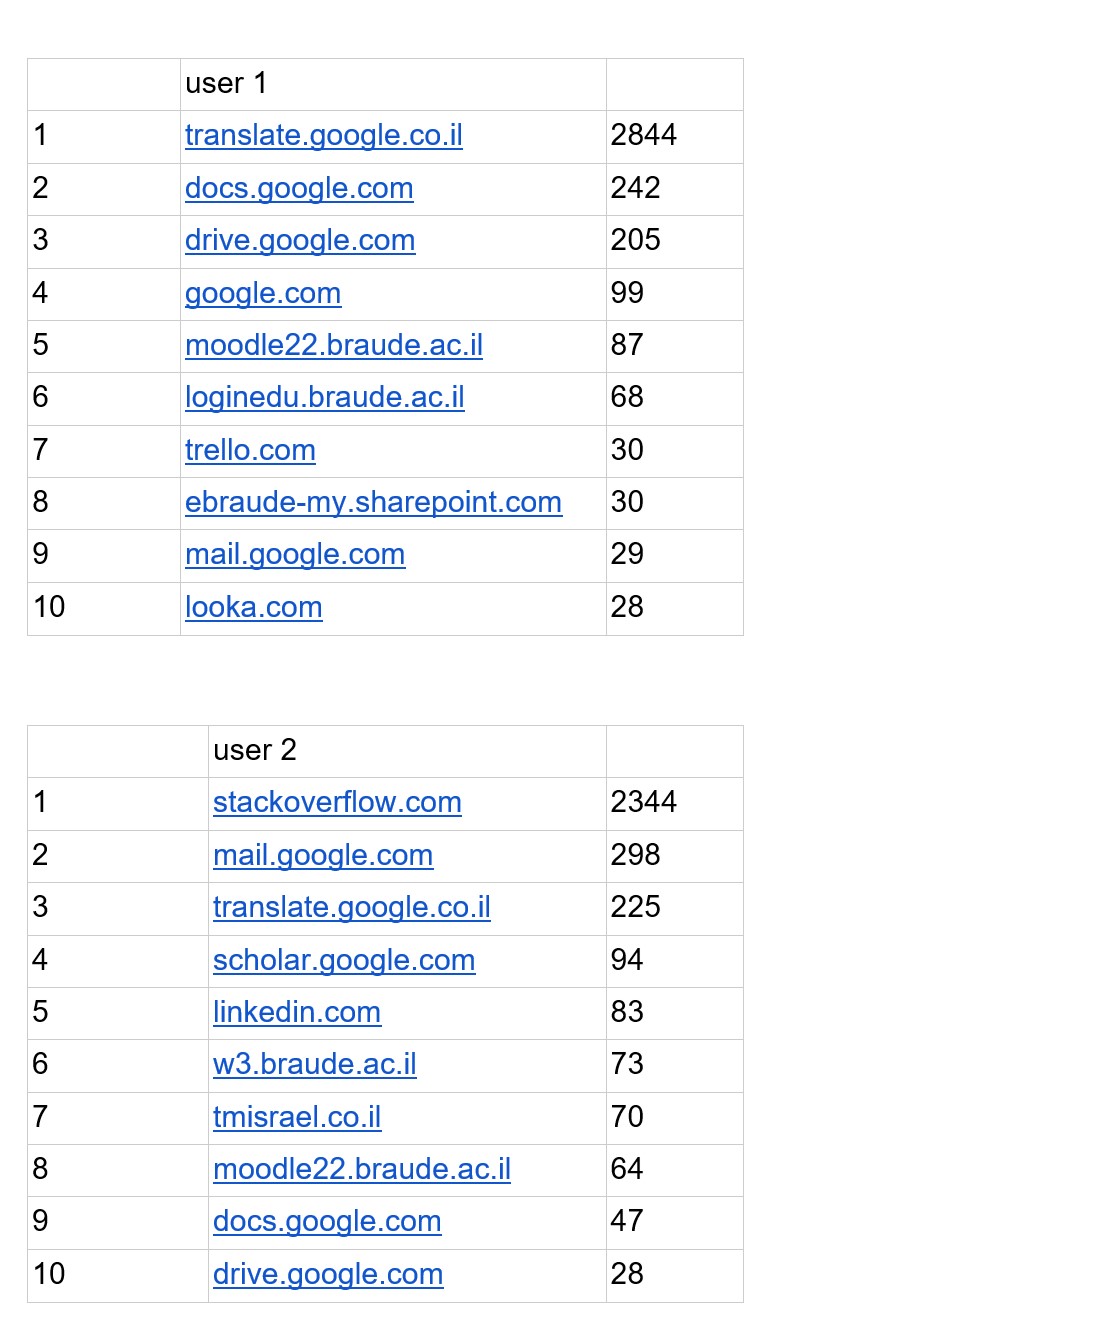 user 1
1 translate.google.co.il 2844
2 docs.google.com 242
3 drive.google.com 205
4 google.com 99
5 moodle22.braude.ac.il 87
6 loginedu.braude.ac.il 68
7 trello.com 30
8 ebraude-my.sharepoint.com 30
9 mail.google.com 29
10 looka.com 28
user 2
1 stackoverflow.com 2344
2 mail.google.com 298
3 translate.google.co.il 225
4 scholar.google.com 94
5 linkedin.com 83
6 w3.braude.ac.il 73
7 tmisrael.co.il 70
8 moodle22.braude.ac.il 64
9 docs.google.com 47
10 drive.google.com 28